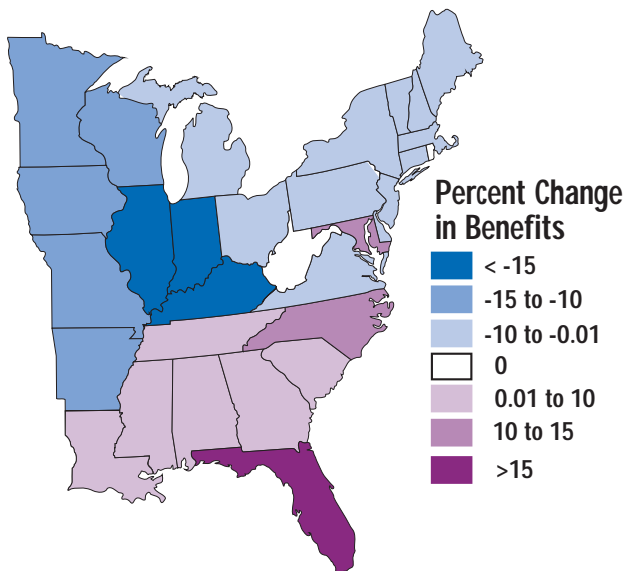 Percent Change
in Benefits
< -15
-15 to -10
-10 to -0.01
0
0.01 to 10
10 to 15
>15